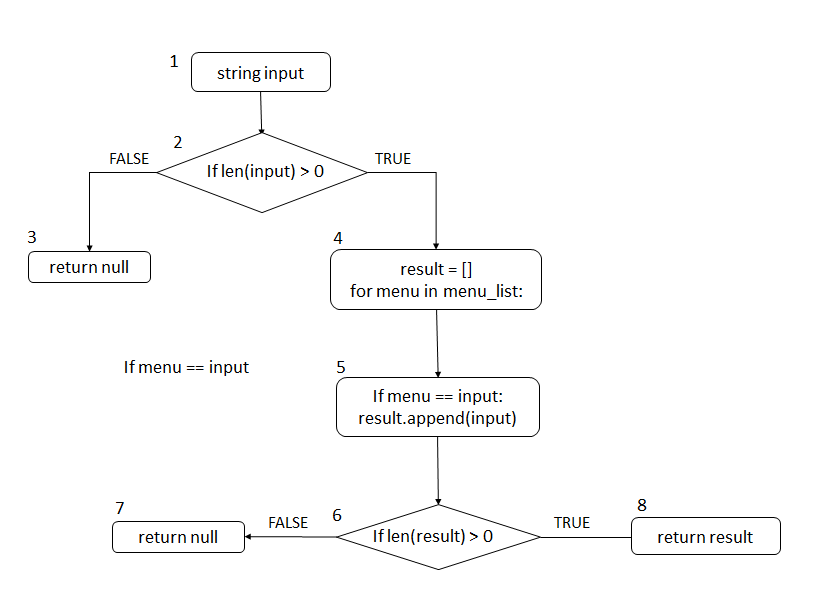 1
string input
2
FALSE
TRUE
If len(input) > 0
3
return null
4
result = []
for menu in menu_list:
If menu == input
5
If menu == input:
result.append(input)
7
return null
FALSE
6
If len(result) > 0
TRUE
8
return result